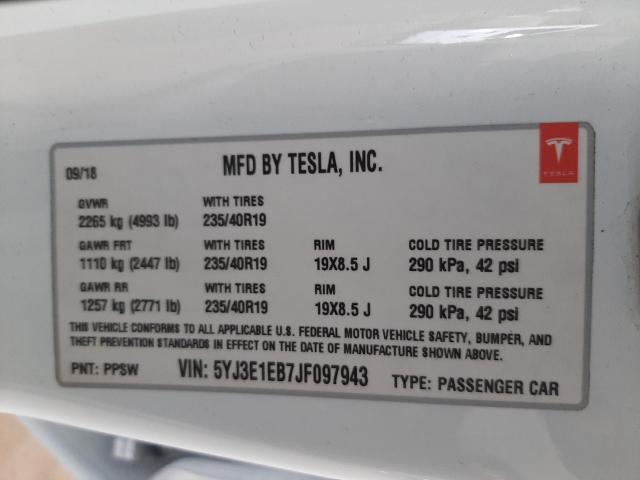 09/18 MFD BY TESLA, INC.
TESLA
GVWR WITH TIRES
2265 kg (4993 lb) 235/40R19
GAWR FRT WITH TIRES RIM COLD TIRE PRESSURE
1110 kg (2447 lb) 235/40R19 19X8.5 J 290 kPa, 42 psi
GAWR RR WITH TIRES RIM COLD TIRE PRESSURE
1257 kg (2771 lb) 235/40R19 19X8.5 J 290 kPa, 42 psi
THIS VEHICLE CONFORMS TO ALL APPLICABLE U.S. FEDERAL MOTOR VEHICLE SAFETY, BUMPER, AND
THEFT PREVENTION STANDARDS IN EFFECT ON THE DATE OF MANUFACTURE SHOWN ABOVE.
PNT: PPSW VIN: 5YJ3E1EB7JF097943 TYPE: PASSENGER CAR